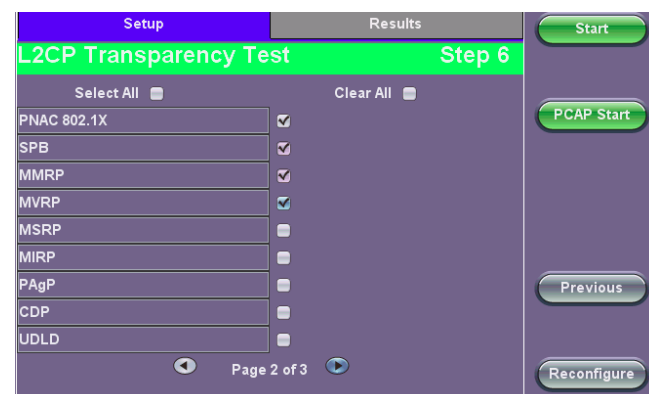 Setup
Results
L2CP Transparency Test Step 6
Select All Clear All
PNAC 802.1X
SPB
MMRP
MVRP
MSRP
MIRP
PAgP
CDP
UDLD
Page 2 of 3
Start
PCAP Start
Previous
Reconfigure